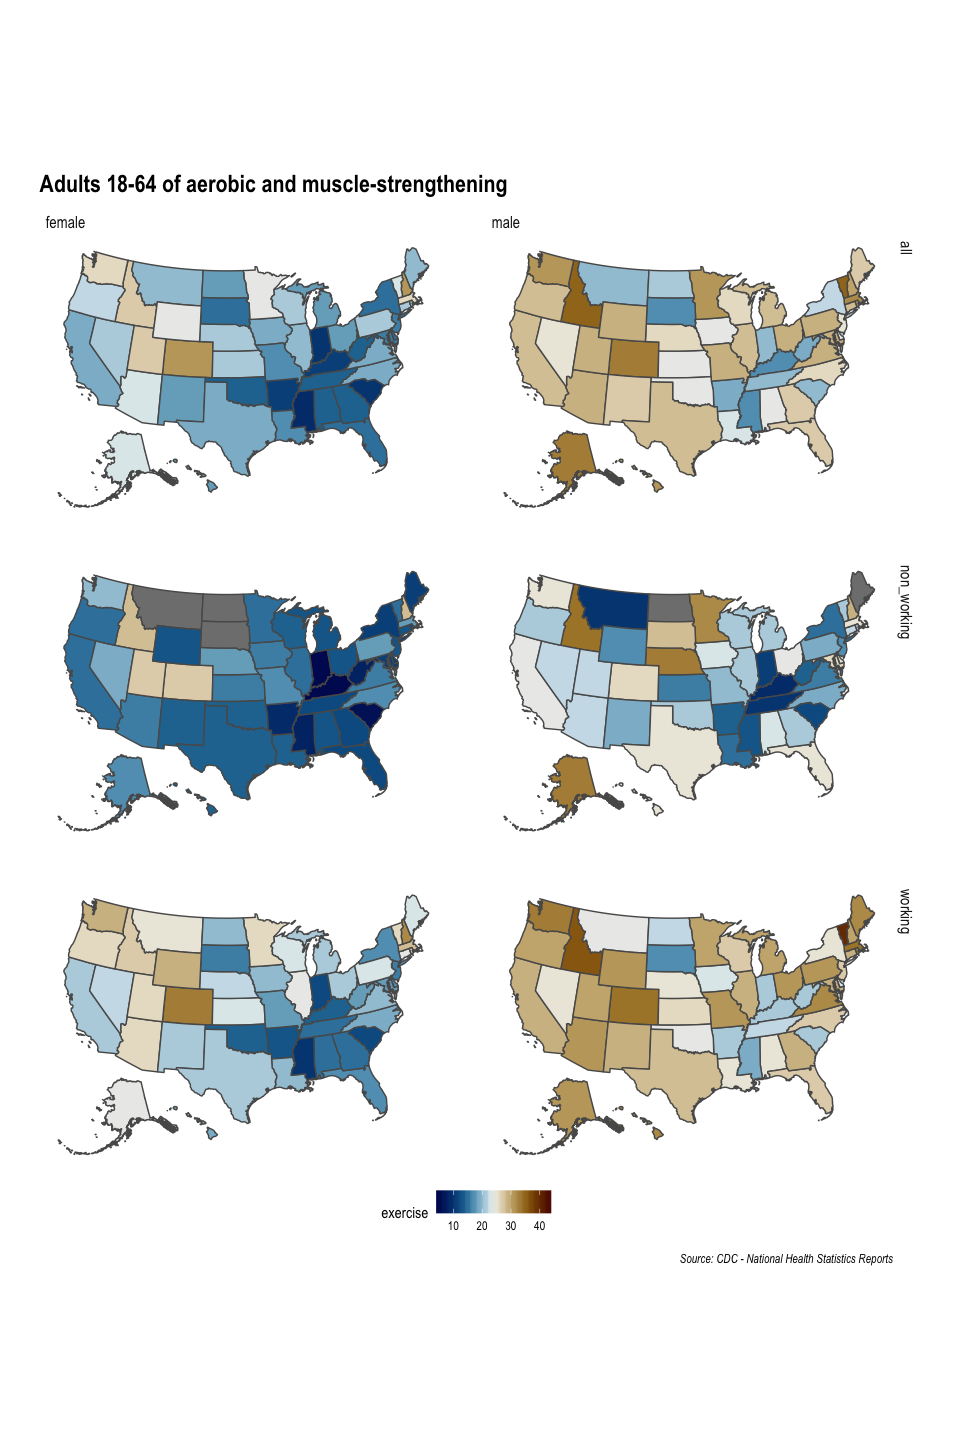 Adults 18-64 of aerobic and muscle-strengthening
female
male
all
non_working
working
exercise
10 20 30 40
Source: CDC - National Health Statistics Reports